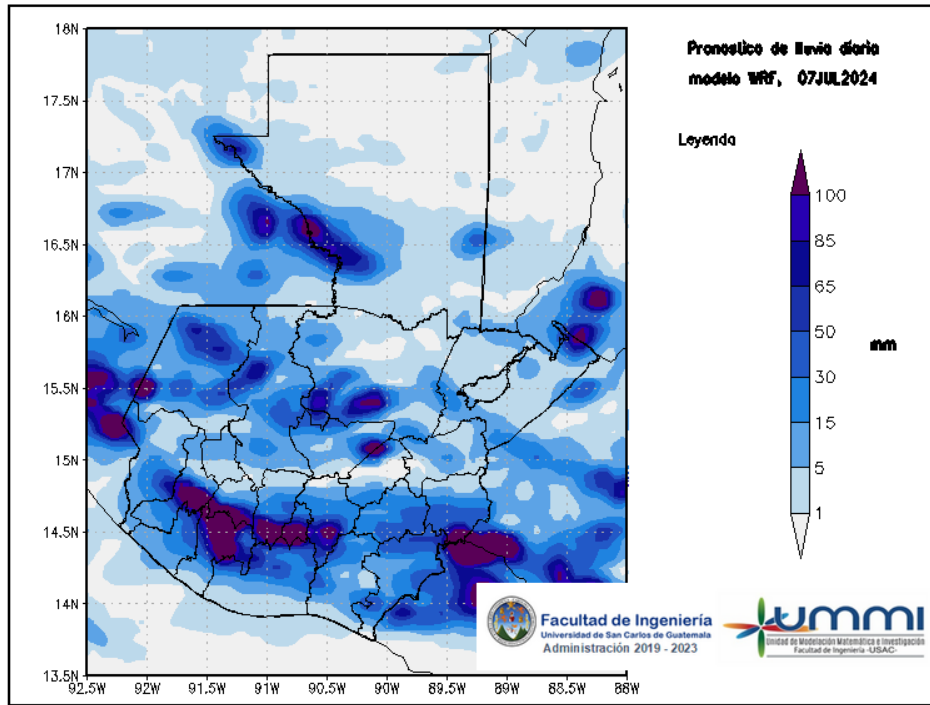 Pronostico de lluvia diaria
modelo WRF, 07JUL2024
Leyenda
100
85
65
50
30
15
5
1
mm
18N
17.5N
17N
16.5N
16N
15.5N
15N
14.5N
14N
13.5N
92.5W
92W
91.5W
91W
90.5W
90W
89.5W
89W
88.5W
88W
Facultad de Ingeniería
Universidad de San Carlos de Guatemala
Administración 2019 - 2023
ummi
Unidad de Modelación Matemática e Investigación
Facultad de Ingeniería -USAC-